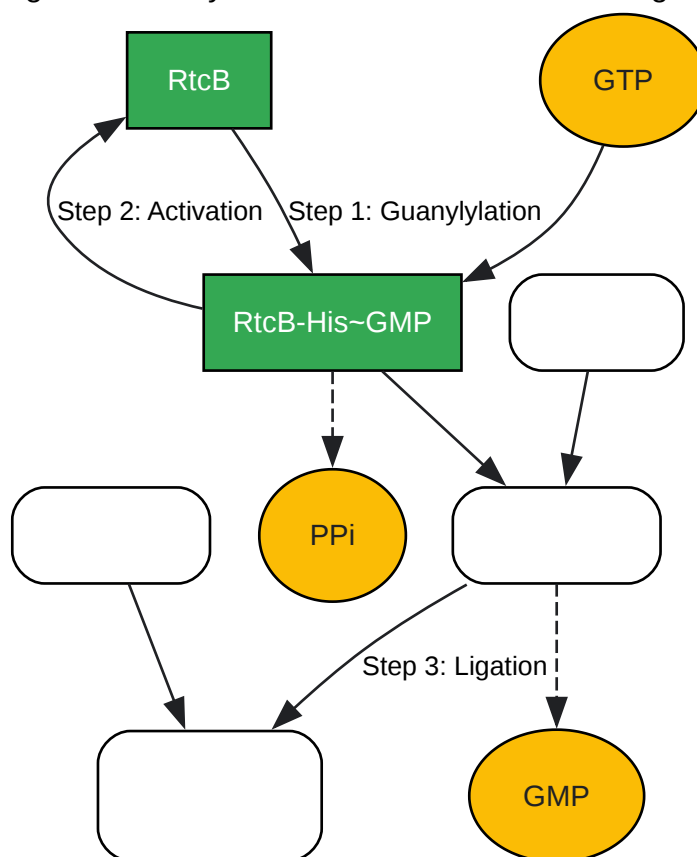 RtcB
GTP
Step 2: Activation
Step 1: Guanylylation
RtcB-His~GMP
PPi
Step 3: Ligation
GMP